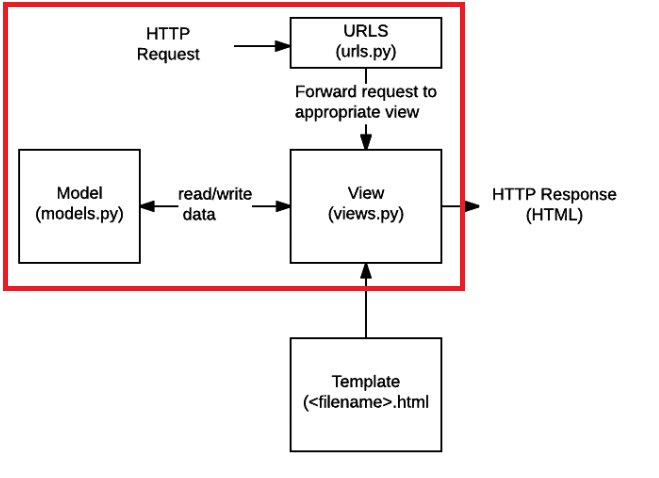 HTTP
Request
URLS
(urls.py)
Forward request to
appropriate view
Model
(models.py)
read/write
data
View
(views.py)
HTTP Response
(HTML)
Template
(<filename>.html